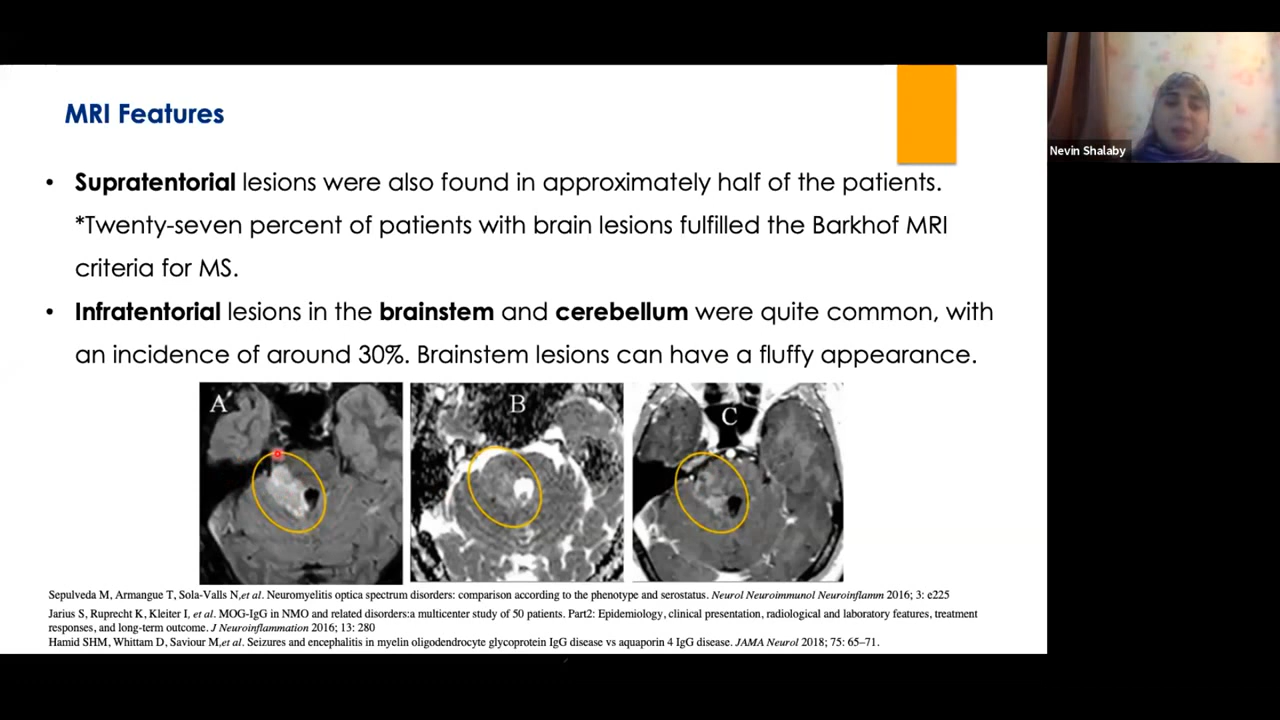 MRI Features
• Supratentorial lesions were also found in approximately half of the patients.
*Twenty-seven percent of patients with brain lesions fulfilled the Barkhof MRI
criteria for MS.
• Infratentorial lesions in the brainstem and cerebellum were quite common, with
an incidence of around 30%. Brainstem lesions can have a fluffy appearance.
A
B
C
Sepulveda M, Armangue T, Sola-Valls N,et al. Neuromyelitis optica spectrum disorders: comparison according to the phenotype and serostatus. Neurol Neuroimmunol Neuroinflamm 2016; 3: e225
Jarius S, Ruprecht K, Kleiter I, et al. MOG-IgG in NMO and related disorders:a multicenter study of 50 patients. Part2: Epidemiology, clinical presentation, radiological and laboratory features, treatment
responses, and long-term outcome. J Neuroinflammation 2016; 13: 280
Hamid SHM, Whittam D, Saviour M,et al. Seizures and encephalitis in myelin oligodendrocyte glycoprotein IgG disease vs aquaporin 4 IgG disease. JAMA Neurol 2018; 75: 65–71.
Nevin Shalaby